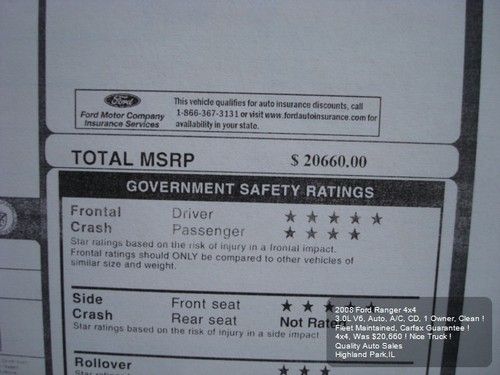 Ford
Ford Motor Company
Insurance Services
This vehicle qualifies for auto insurance discounts, call
1-866-367-3131 or visit www.fordautoinsurance.com for
availability in your state.
TOTAL MSRP $ 20660.00
GOVERNMENT SAFETY RATINGS
Frontal Driver ★ ★ ★ ★ ★
Crash Passenger ★ ★ ★ ★
Star ratings based on the risk of injury in a frontal impact.
Frontal ratings should ONLY be compared to other vehicles of
similar size and weight.
Side Front seat
Crash Rear seat Not Rated
Star ratings based on the risk of injury in a side impact.
Rollover
2008 Ford Ranger 4x4
3.0L V6, Auto, A/C, CD, 1 Owner, Clean !
Fleet Maintained, Carfax Guarantee !
4x4, Was $20,660 ! Nice Truck !
Quality Auto Sales
Highland Park,IL